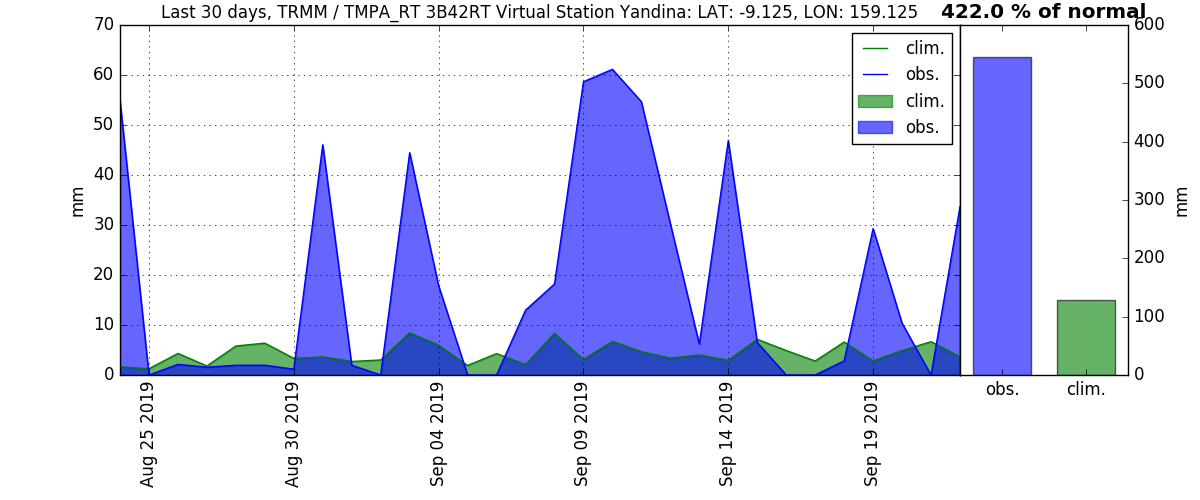 Last 30 days, TRMM / TMPA_RT 3B42RT Virtual Station Yandina: LAT: -9.125, LON: 159.125
422.0 % of normal
70
60
50
40
30
20
10
0
mm
clim.
obs.
clim.
obs.
600
500
400
300
200
100
0
mm
obs.
clim.
Aug 25 2019
Aug 30 2019
Sep 04 2019
Sep 09 2019
Sep 14 2019
Sep 19 2019